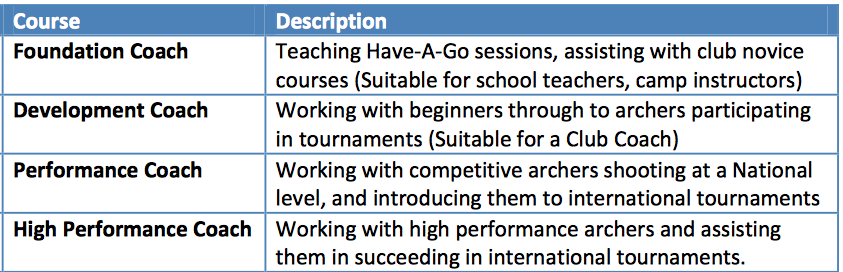 Course Description
Foundation Coach Teaching Have-A-Go sessions, assisting with club novice
courses (Suitable for school teachers, camp instructors)
Development Coach Working with beginners through to archers participating
in tournaments (Suitable for a Club Coach)
Performance Coach Working with competitive archers shooting at a National
level, and introducing them to international tournaments
High Performance Coach Working with high performance archers and assisting
them in succeeding in international tournaments.